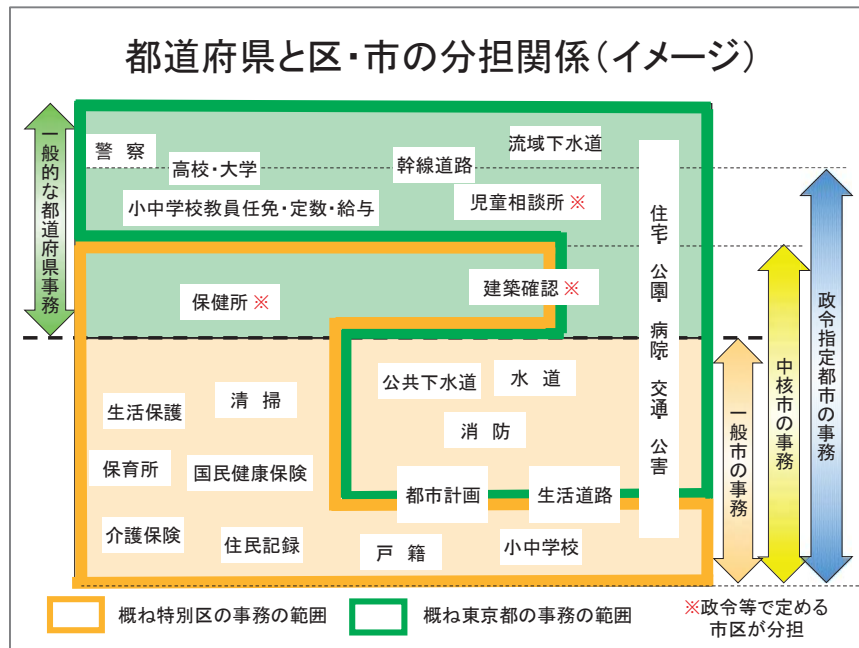 都道府県と区・市の分担関係（イメージ）
一般的な都道府県事務
警 察
高校・大学
幹線道路
流域下水道
小中学校教員任免・定数・給与
児童相談所 ※
保健所 ※
建築確認 ※
住宅・公園・病院・交通・公害
公共下水道
水 道
消 防
生活保護
清 掃
保育所
国民健康保険
都市計画
生活道路
介護保険
住民記録
戸 籍
小中学校
一般市の事務
中核市の事務
政令指定都市の事務
概ね特別区の事務の範囲
概ね東京都の事務の範囲
※政令等で定める
市区が分担